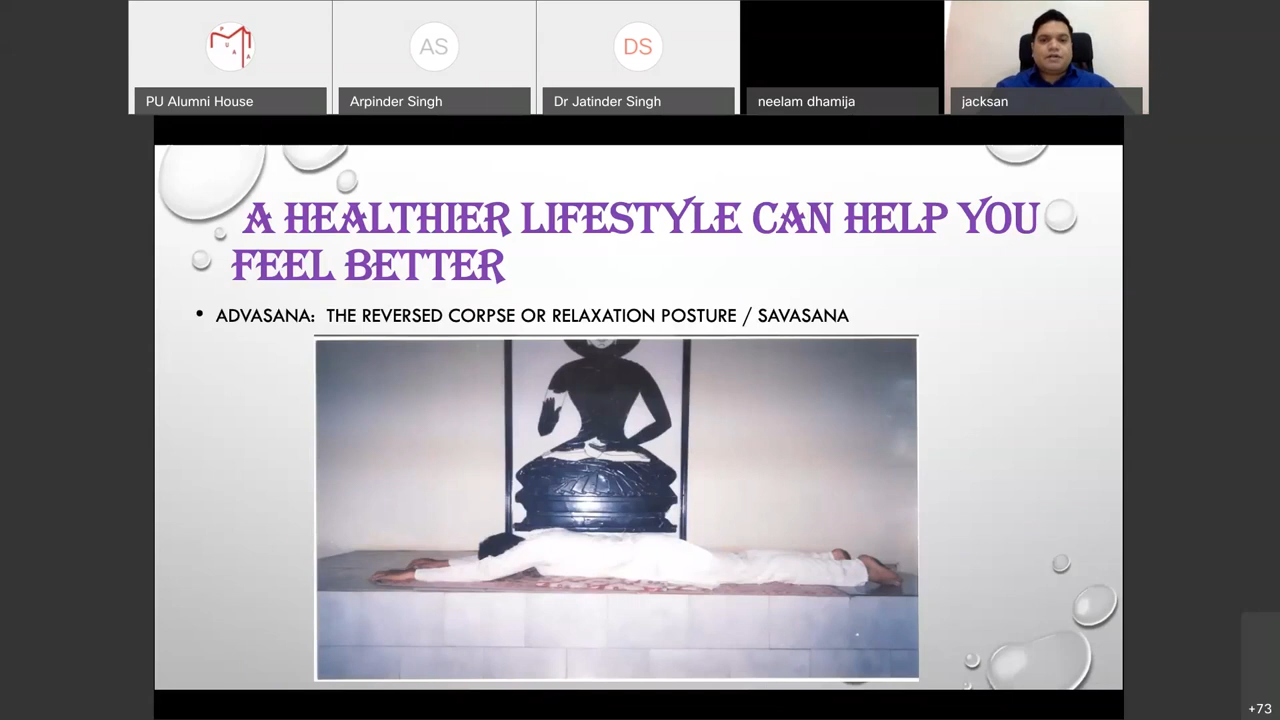 P
U
A
A
AS
DS
PU Alumni House
Arpinder Singh
Dr Jatinder Singh
neelam dhamija
jacksan
A HEALTHIER LIFESTYLE CAN HELP YOU
FEEL BETTER
• ADVASANA: THE REVERSED CORPSE OR RELAXATION POSTURE / SAVASANA
+73